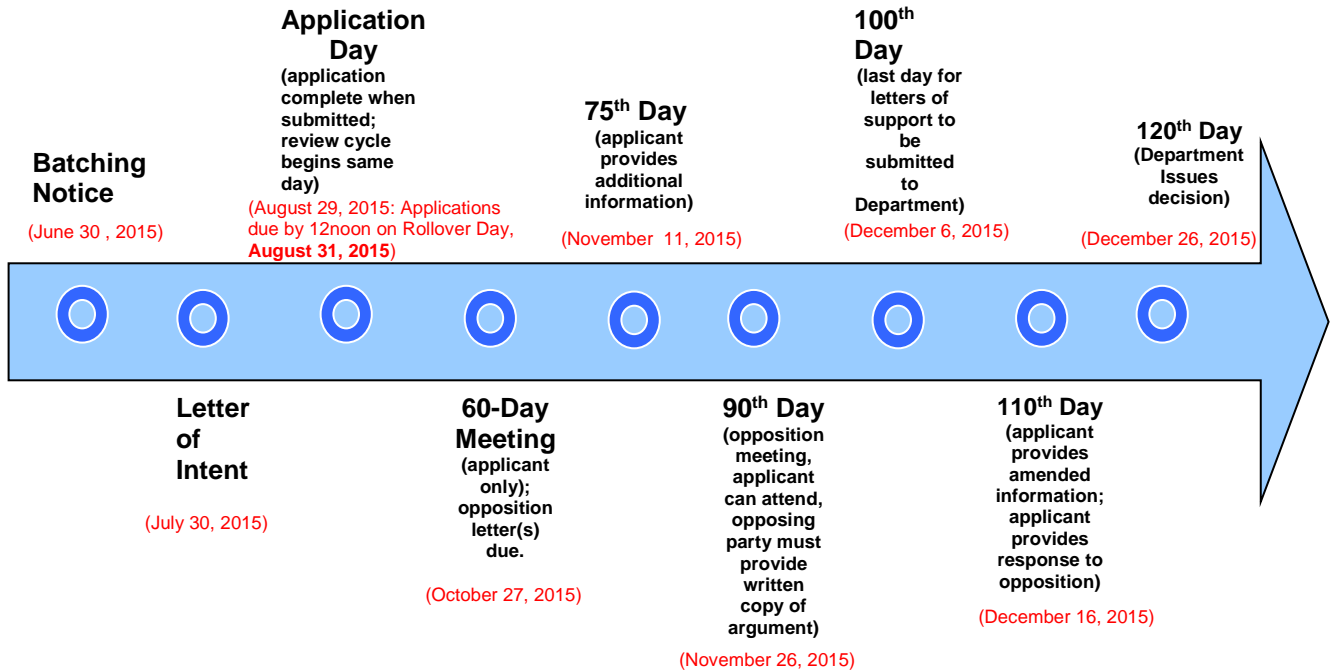 Batching
Notice
(June 30 , 2015)
Letter
of
Intent
(July 30, 2015)
Application
Day
(application
complete when
submitted;
review cycle
begins same
day)
(August 29, 2015: Applications
due by 12noon on Rollover Day,
August 31, 2015)
60-Day
Meeting
(applicant
only);
opposition
letter(s)
due.
(October 27, 2015)
75th Day
(applicant
provides
additional
information)
(November 11, 2015)
90th Day
(opposition
meeting,
applicant
can attend,
opposing
party must
provide
written
copy of
argument)
(November 26, 2015)
100th
Day
(last day for
letters of
support to
be
submitted
to
Department)
(December 6, 2015)
110th Day
(applicant
provides
amended
information;
applicant
provides
response to
opposition)
(December 16, 2015)
120th Day
(Department
Issues
decision)
(December 26, 2015)